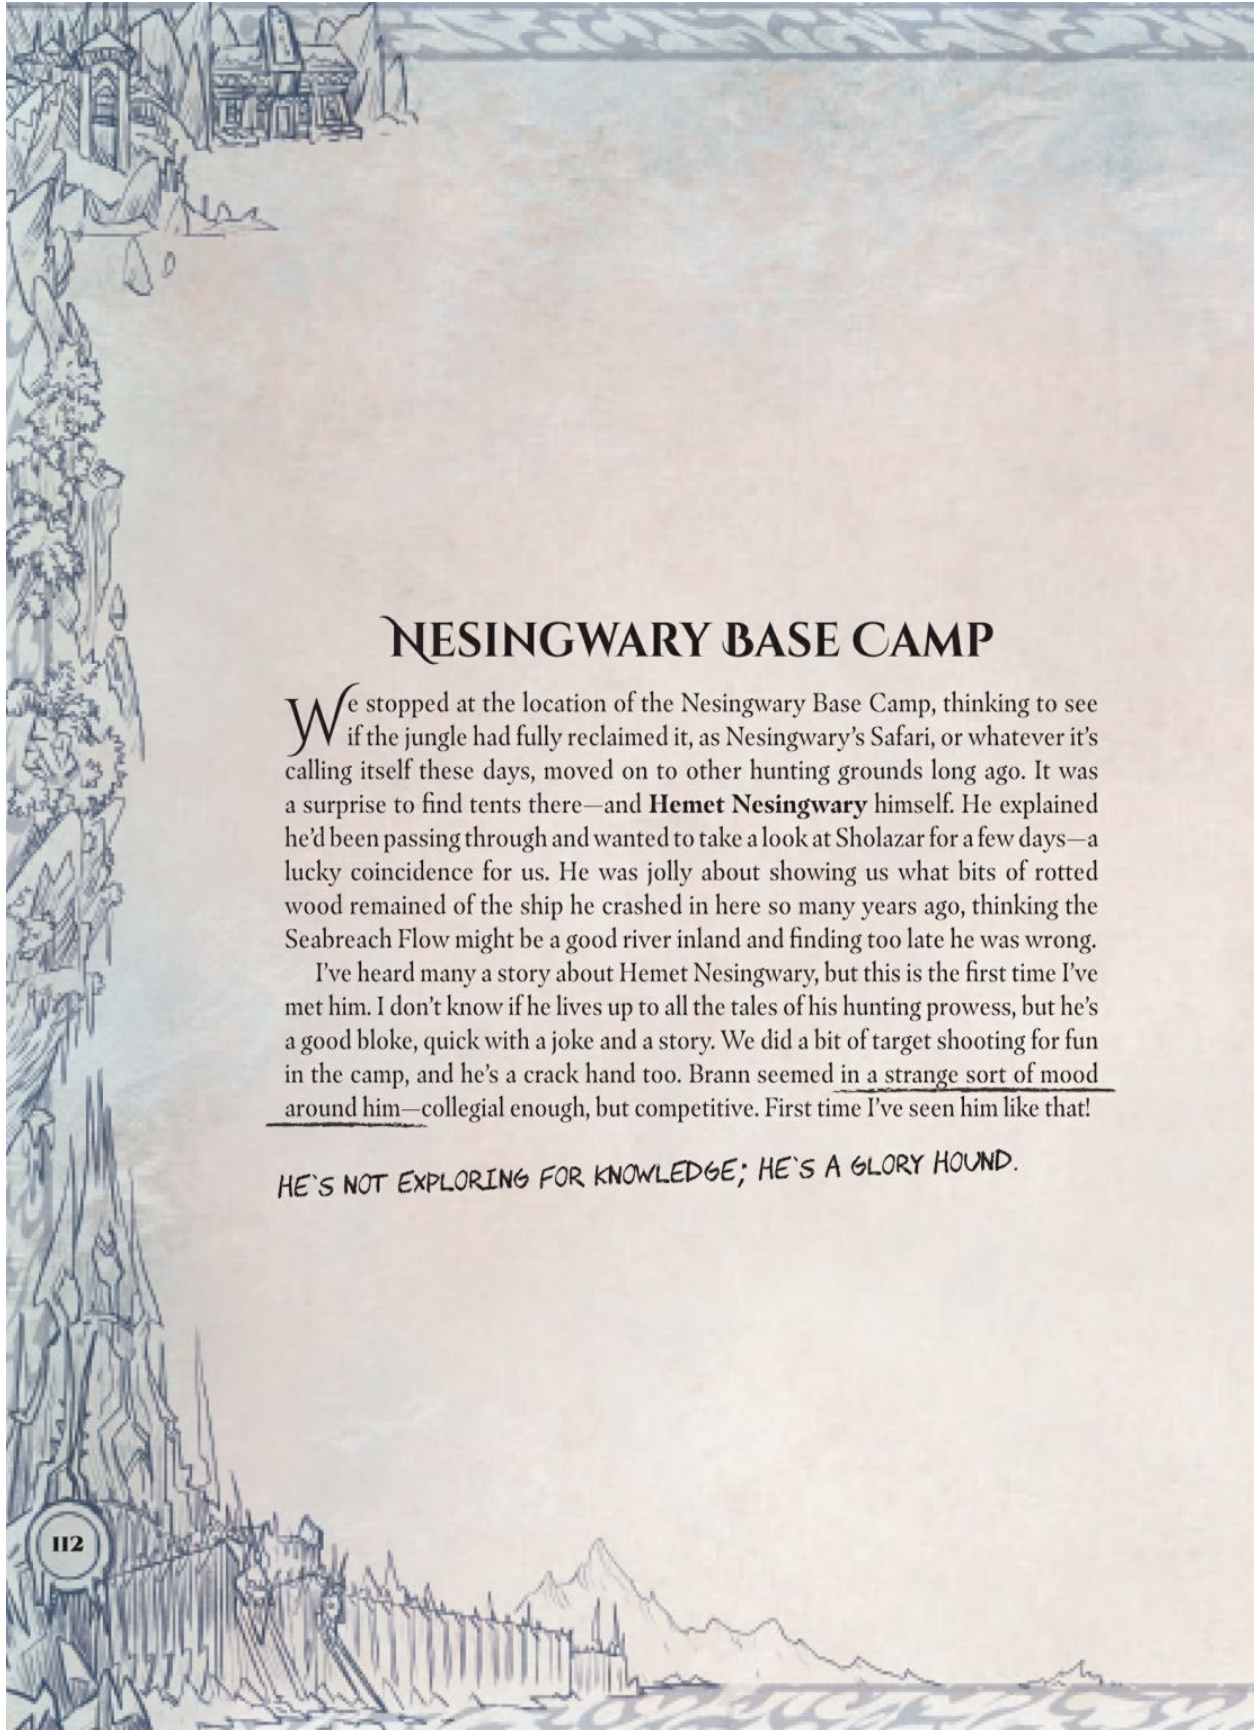 NESINGWARY BASE CAMP
We stopped at the location of the Nesingwary Base Camp, thinking to see
if the jungle had fully reclaimed it, as Nesingwary’s Safari, or whatever it’s
calling itself these days, moved on to other hunting grounds long ago. It was
a surprise to find tents there—and Hemet Nesingwary himself. He explained
he’d been passing through and wanted to take a look at Sholazar for a few days—a
lucky coincidence for us. He was jolly about showing us what bits of rotted
wood remained of the ship he crashed in here so many years ago, thinking the
Seabreach Flow might be a good river inland and finding too late he was wrong.
I’ve heard many a story about Hemet Nesingwary, but this is the first time I’ve
met him. I don’t know if he lives up to all the tales of his hunting prowess, but he’s
a good bloke, quick with a joke and a story. We did a bit of target shooting for fun
in the camp, and he’s a crack hand too. Brann seemed in a strange sort of mood
around him—collegial enough, but competitive. First time I’ve seen him like that!
HE'S NOT EXPLORING FOR KNOWLEDGE; HE'S A GLORY HOUND.
112